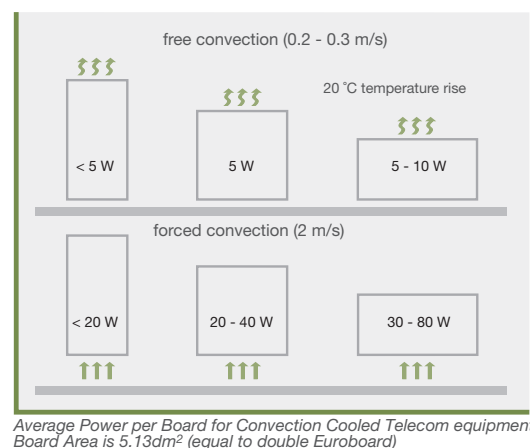 free convection (0.2 - 0.3 m/s)
20 °C temperature rise
< 5 W
5 W
5 - 10 W
forced convection (2 m/s)
< 20 W
20 - 40 W
30 - 80 W
Average Power per Board for Convection Cooled Telecom equipmen
Board Area is 5.13dm² (equal to double Euroboard)